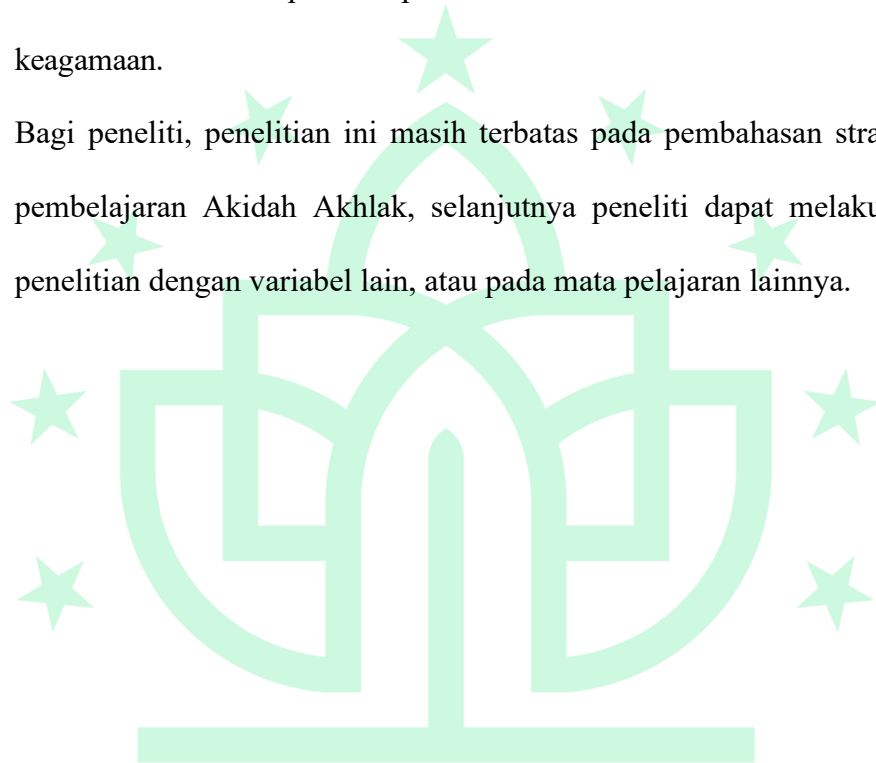 keagamaan.
Bagi peneliti, penelitian ini masih terbatas pada pembahasan stra
pembelajaran Akidah Akhlak, selanjutnya peneliti dapat melaku
penelitian dengan variabel lain, atau pada mata pelajaran lainnya.